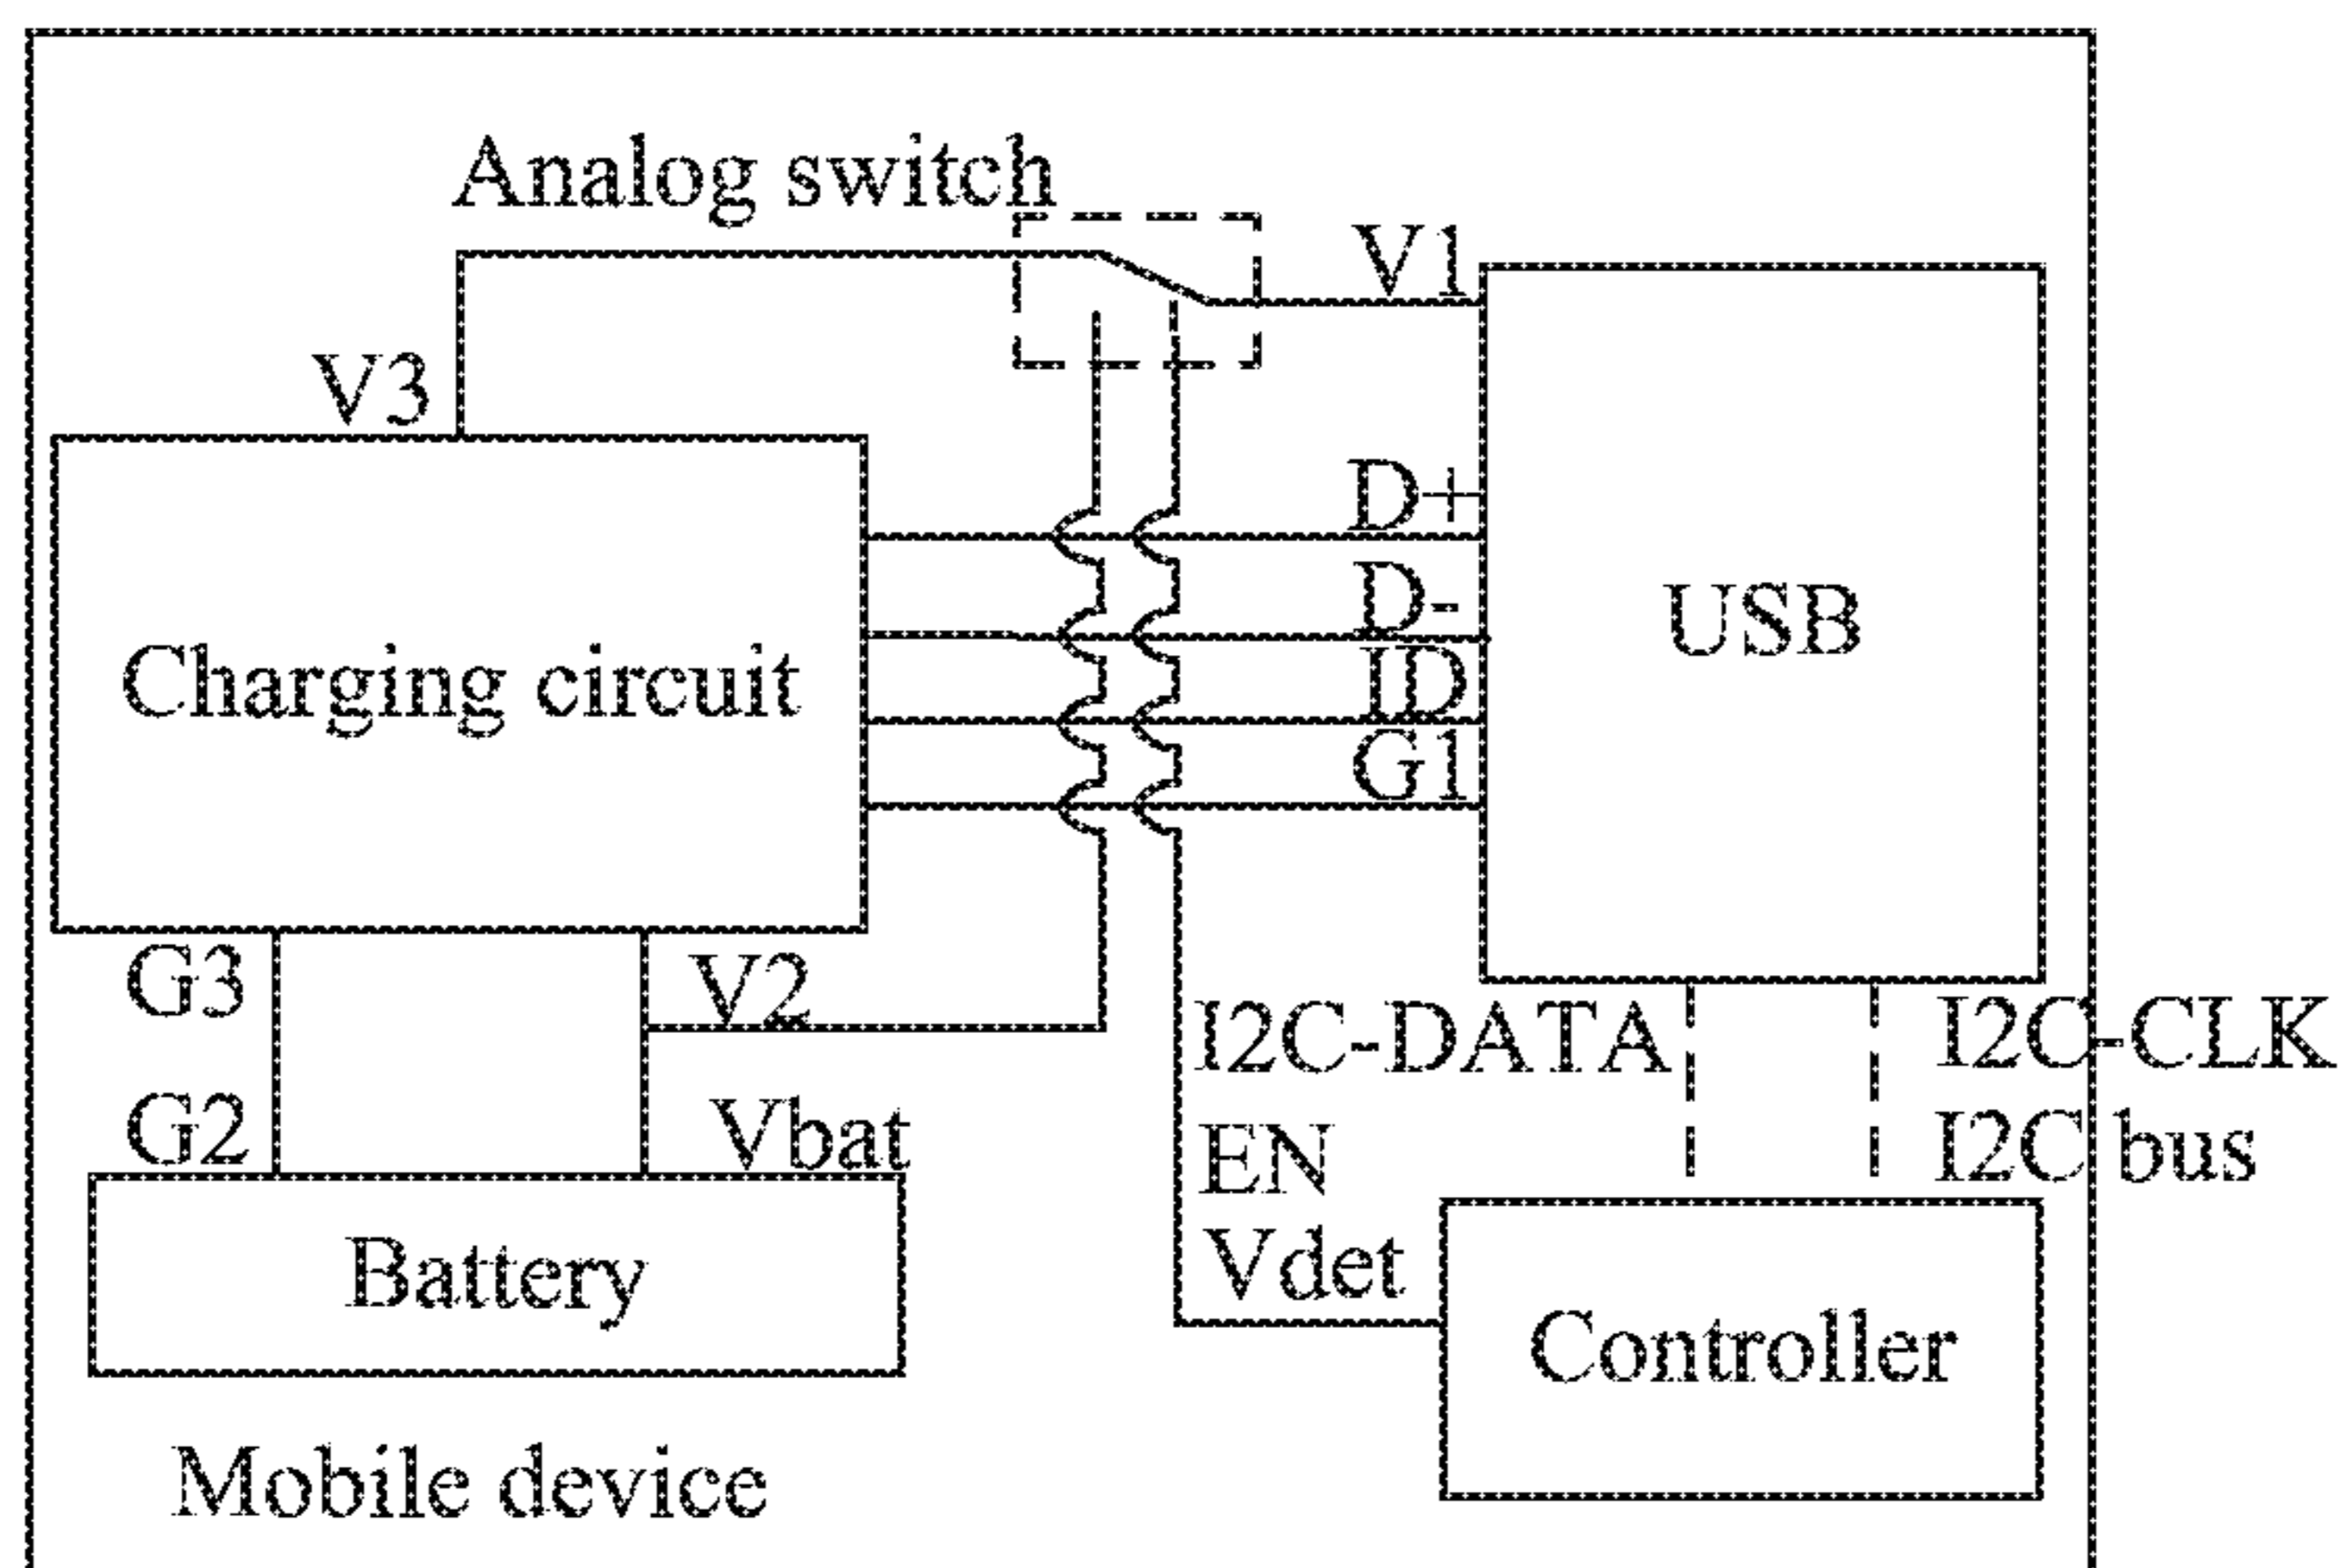 Analog switch
V1
V3
D+
D-
USB
Charging circuit
ID
G1
G3
V2
I2C-DATA
I2C-CLK
G2
Vbat
EN
I2C bus
Vdet
Battery
Controller
Mobile device